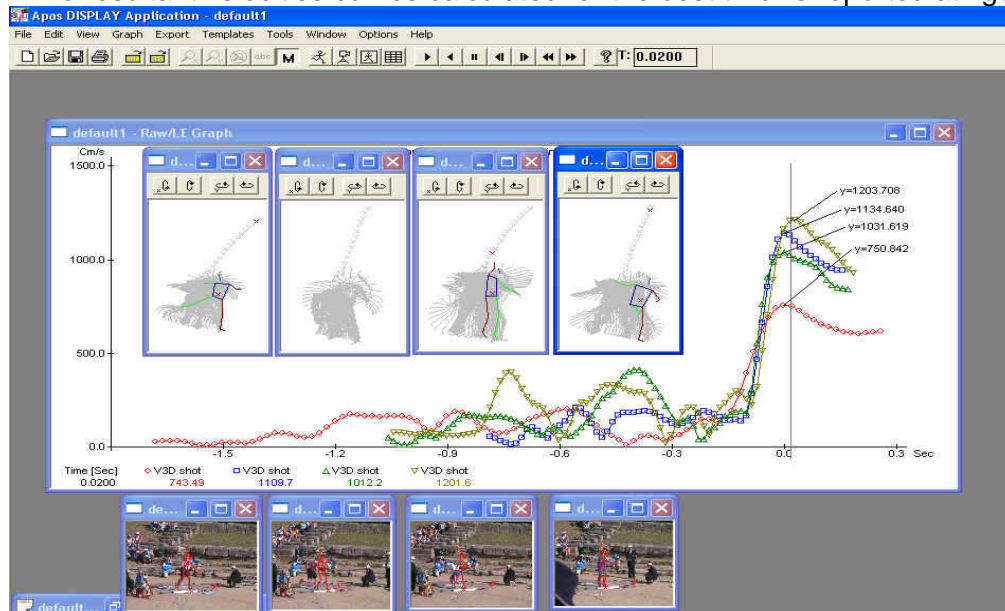 Apas DISPLAY Application - default1
File Edit View Graph Export Templates Tools Window Options Help
abc M T: 0.0200
default1 - Raw/LE Graph
d... d... d... d...
Cm/s
1500.0
1000.0
500.0
0.0
y=1203.708
y=1134.640
y=1031.619
y=750.842
-1.5 -1.2 -0.9 -0.6 -0.3 0.0 0.3 Sec
Time [Sec] V3D shot V3D shot V3D shot V3D shot
0.0200 743.49 1109.7 1012.2 1201.6
de... d... d... d...
default...